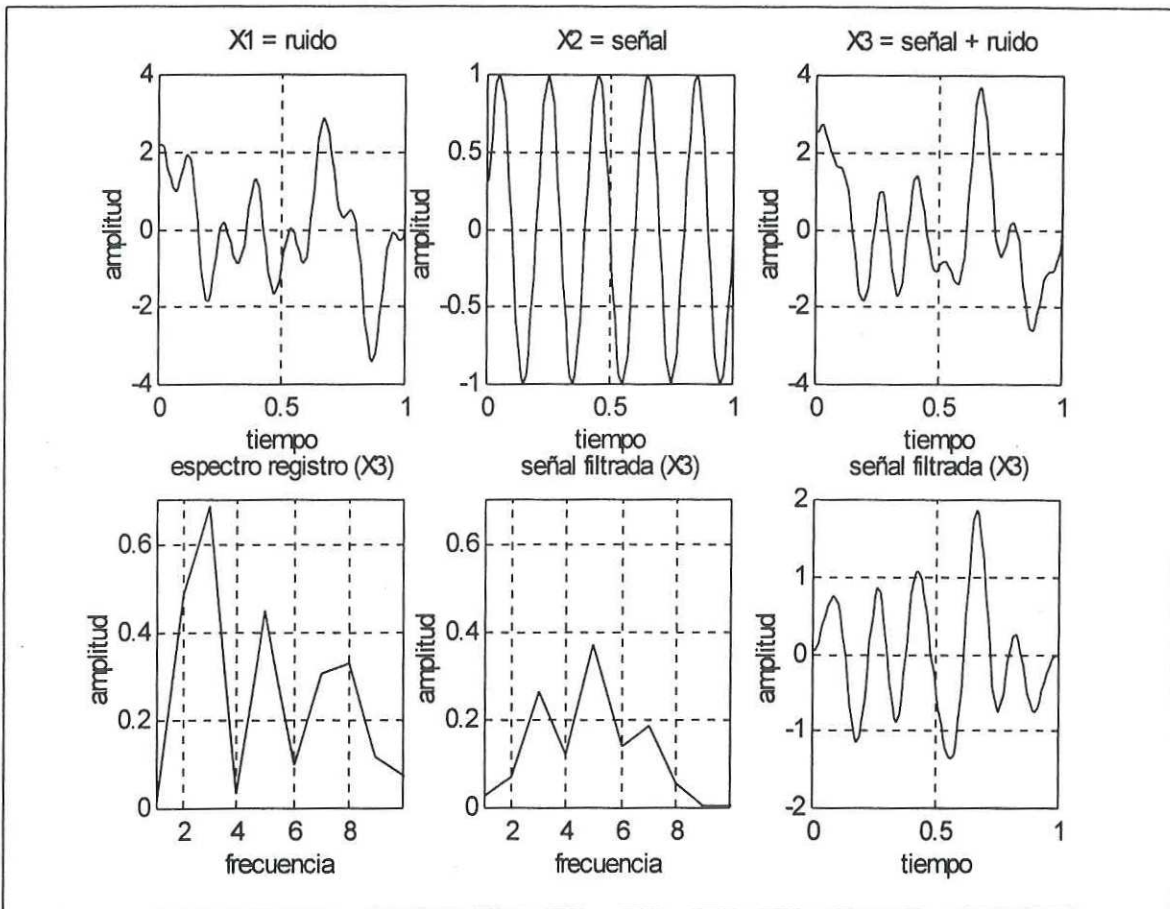 X1 = ruido
X2 = señal
X3 = señal + ruido
4
2
0
-2
-4
amplitud
0
0.5
1
tiempo
1
0.5
0
-0.5
-1
amplitud
0
0.5
1
tiempo
4
2
0
-2
-4
amplitud
0
0.5
1
tiempo
espectro registro (X3)
señal filtrada (X3)
señal filtrada (X3)
0.6
0.4
0.2
0
amplitud
2
4
6
8
frecuencia
0.6
0.4
0.2
0
amplitud
2
4
6
8
frecuencia
2
1
0
-1
-2
amplitud
0
0.5
1
tiempo